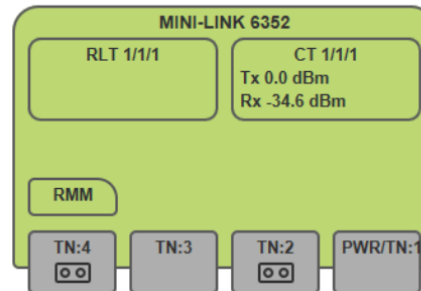 MINI-LINK 6352
RLT 1/1/1
CT 1/1/1
Tx 0.0 dBm
Rx -34.6 dBm
RMM
TN:4
TN:3
TN:2
PWR/TN:1